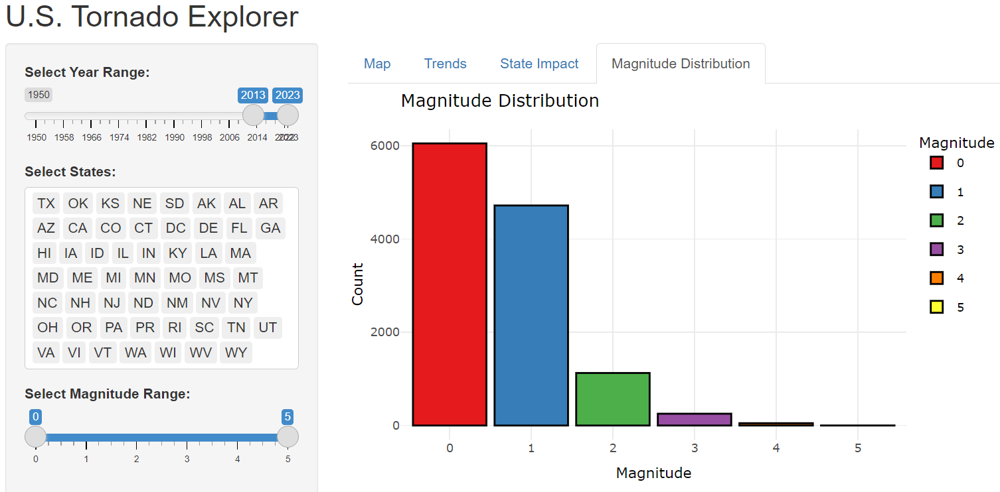 U.S. Tornado Explorer
Select Year Range:
1950
2013 2023
1950 1958 1966 1974 1982 1990 1998 2006 2014 2022 2023
Select States:
TX OK KS NE SD AK AL AR
AZ CA CO CT DC DE FL GA
HI IA ID IL IN KY LA MA
MD ME MI MN MO MS MT
NC NH NJ ND NM NV NY
OH OR PA PR RI SC TN UT
VA VI VT WA WI WV WY
Select Magnitude Range:
0 5
0 1 2 3 4 5
Map Trends State Impact Magnitude Distribution
Magnitude Distribution
Count
6000
4000
2000
0
0 1 2 3 4 5
Magnitude
Magnitude
0
1
2
3
4
5